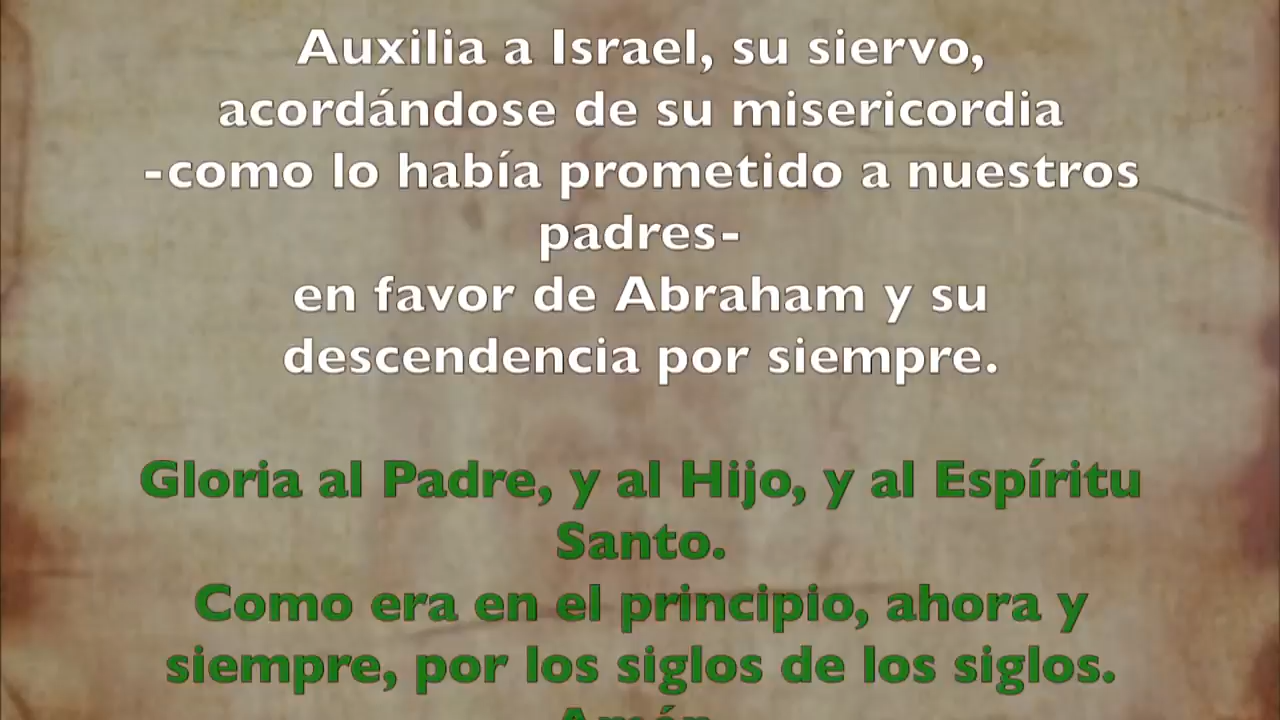 Auxilia a Israel, su siervo,
acordándose de su misericordia
-como lo había prometido a nuestros
padres-
en favor de Abraham y su
descendencia por siempre.
Gloria al Padre, y al Hijo, y al Espíritu
Santo.
Como era en el principio, ahora y
siempre, por los siglos de los siglos.